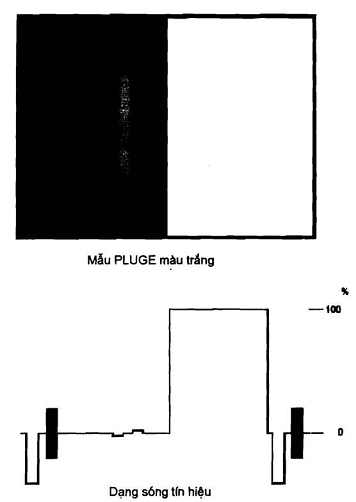 Mẫu PLUGE màu trắng
%
100
0
Dạng sóng tín hiệu